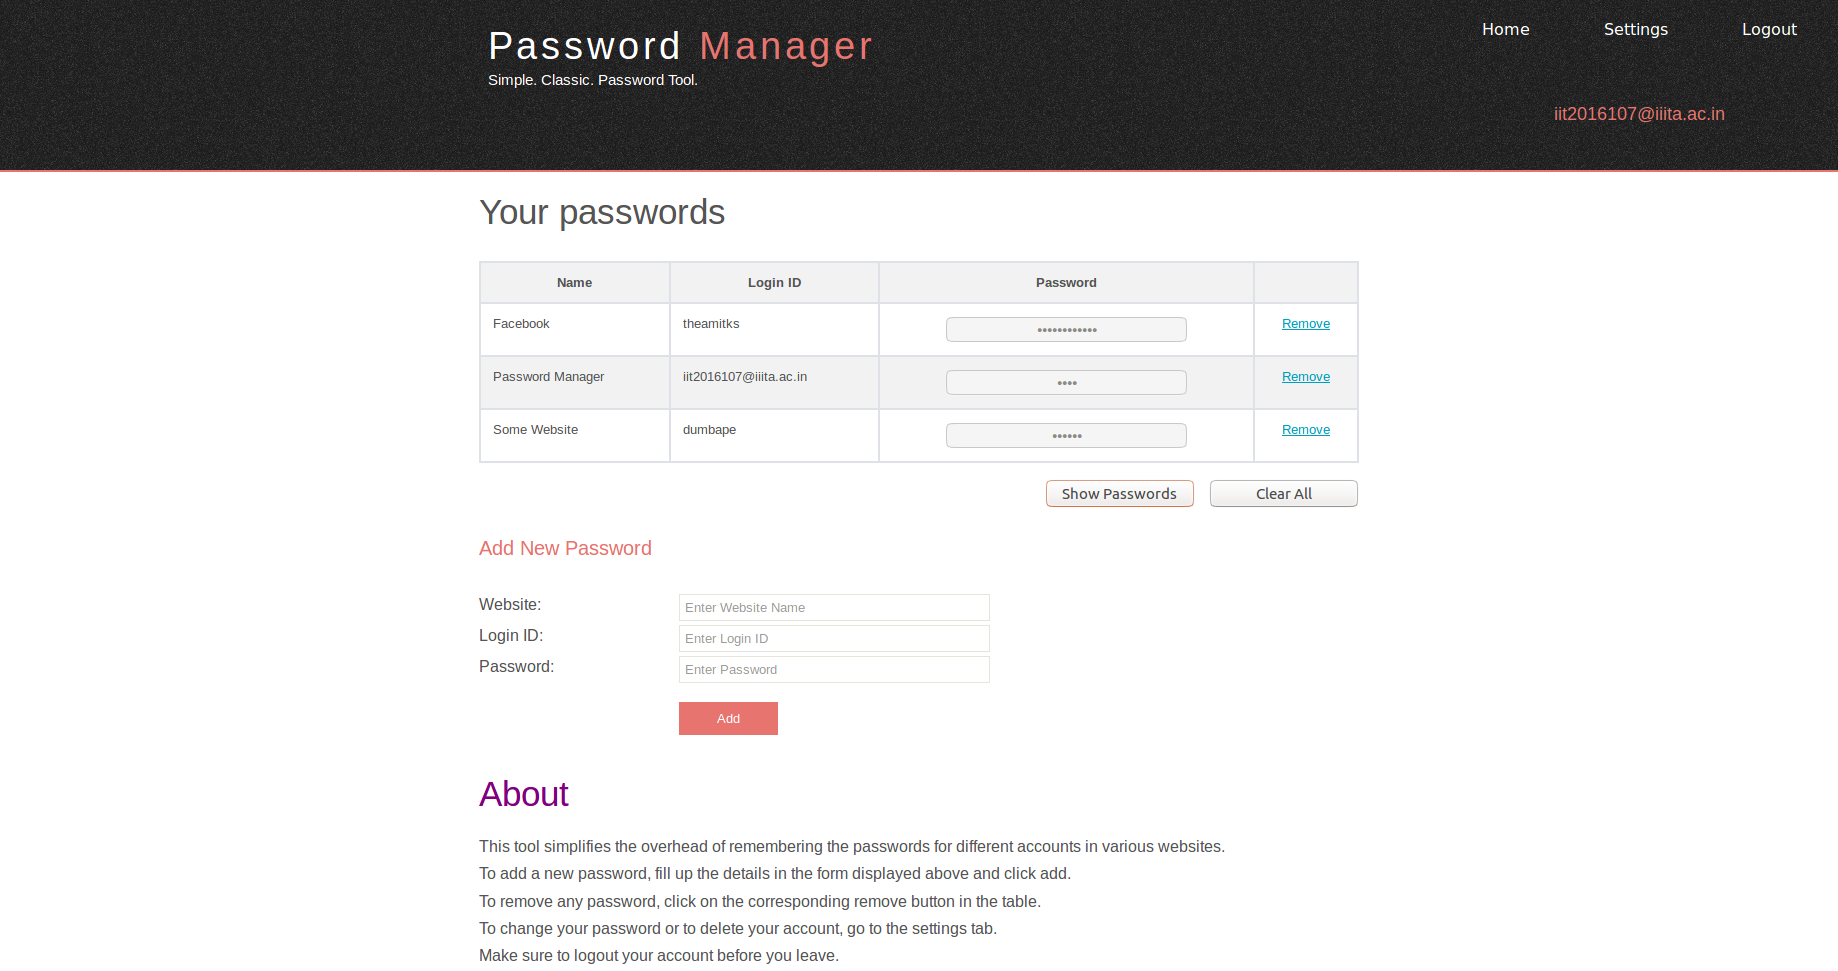 Password Manager
Simple. Classic. Password Tool.
Home Settings Logout
iit2016107@iiita.ac.in
Your passwords
Name Login ID Password
Facebook theamitks •••••••••••• Remove
Password Manager iit2016107@iiita.ac.in •••• Remove
Some Website dumbape •••••• Remove
Show Passwords Clear All
Add New Password
Website: Enter Website Name
Login ID: Enter Login ID
Password: Enter Password
Add
About
This tool simplifies the overhead of remembering the passwords for different accounts in various websites.
To add a new password, fill up the details in the form displayed above and click add.
To remove any password, click on the corresponding remove button in the table.
To change your password or to delete your account, go to the settings tab.
Make sure to logout your account before you leave.